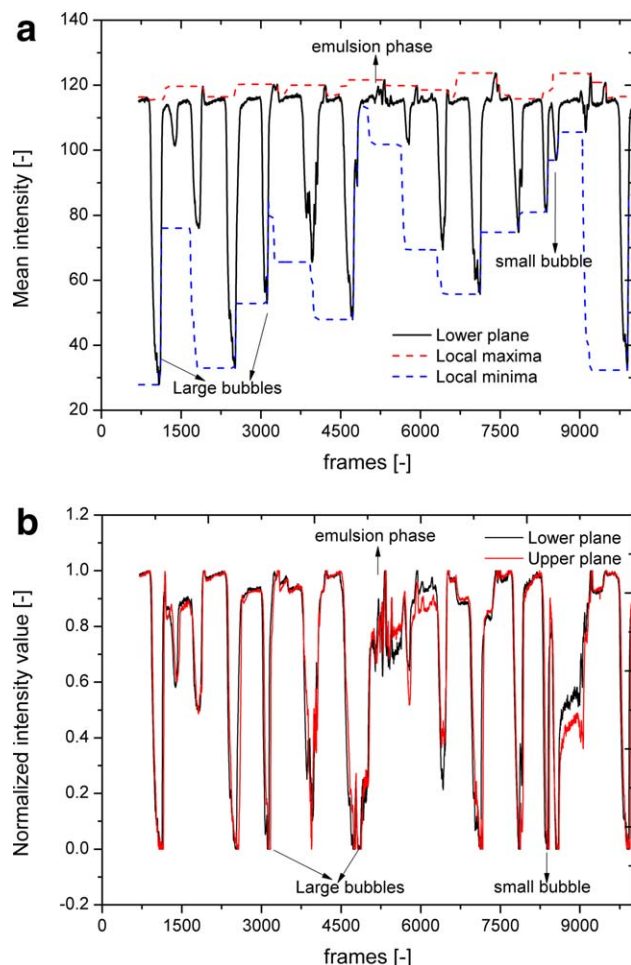 a
emulsion phase
140
120
100
80
60
40
20
Mean intensity [-]
small bubble
Large bubbles
Lower plane
Local maxima
Local minima
1500 3000 4500 6000 7500 9000
frames [-]
b
1.2
1.0
0.8
0.6
0.4
0.2
0.0
-0.2
Normalized intensity value [-]
emulsion phase
Lower plane
Upper plane
Large bubbles
small bubble
1500 3000 4500 6000 7500 9000
frames [-]